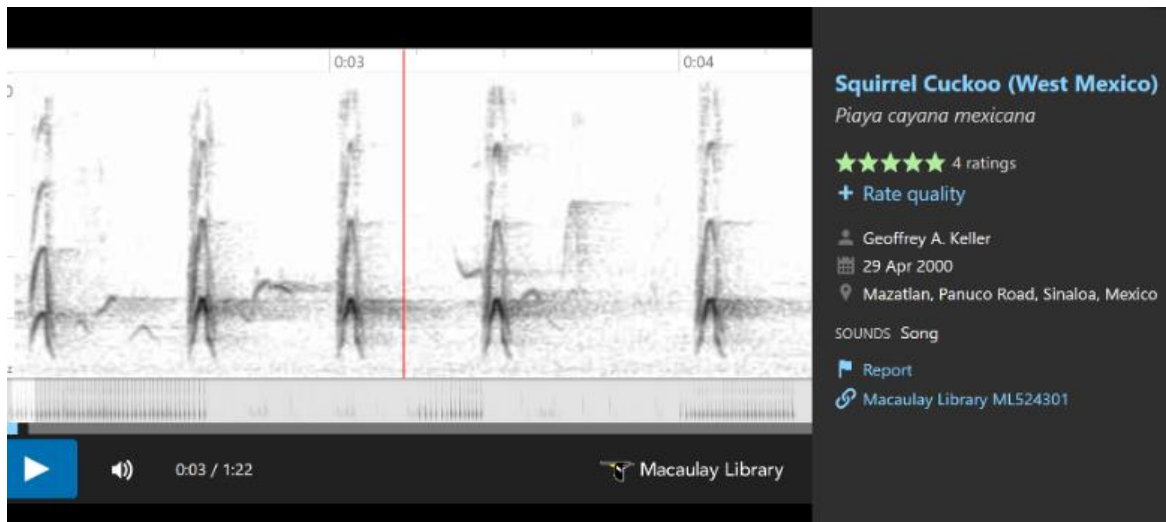 0:03
0:04
Squirrel Cuckoo (West Mexico)
Piaya cayana mexicana
4 ratings
+ Rate quality
Geoffrey A. Keller
29 Apr 2000
Mazatlan, Panuco Road, Sinaloa, Mexico
SOUNDS Song
Report
Macaulay Library ML524301
0:03 / 1:22
Macaulay Library